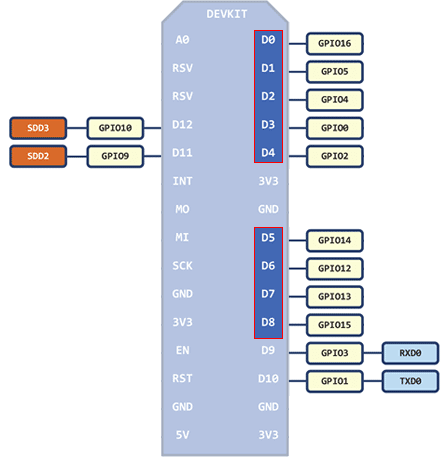 DEVKIT
A0 D0 GPIO16
RSV D1 GPIO5
RSV D2 GPIO4
SDD3 GPIO10 D12 D3 GPIO0
SDD2 GPIO9 D11 D4 GPIO2
INT 3V3
MO GND
MI D5 GPIO14
SCK D6 GPIO12
GND D7 GPIO13
3V3 D8 GPIO15
EN D9 GPIO3 RXD0
RST D10 GPIO1 TXD0
GND GND
5V 3V3